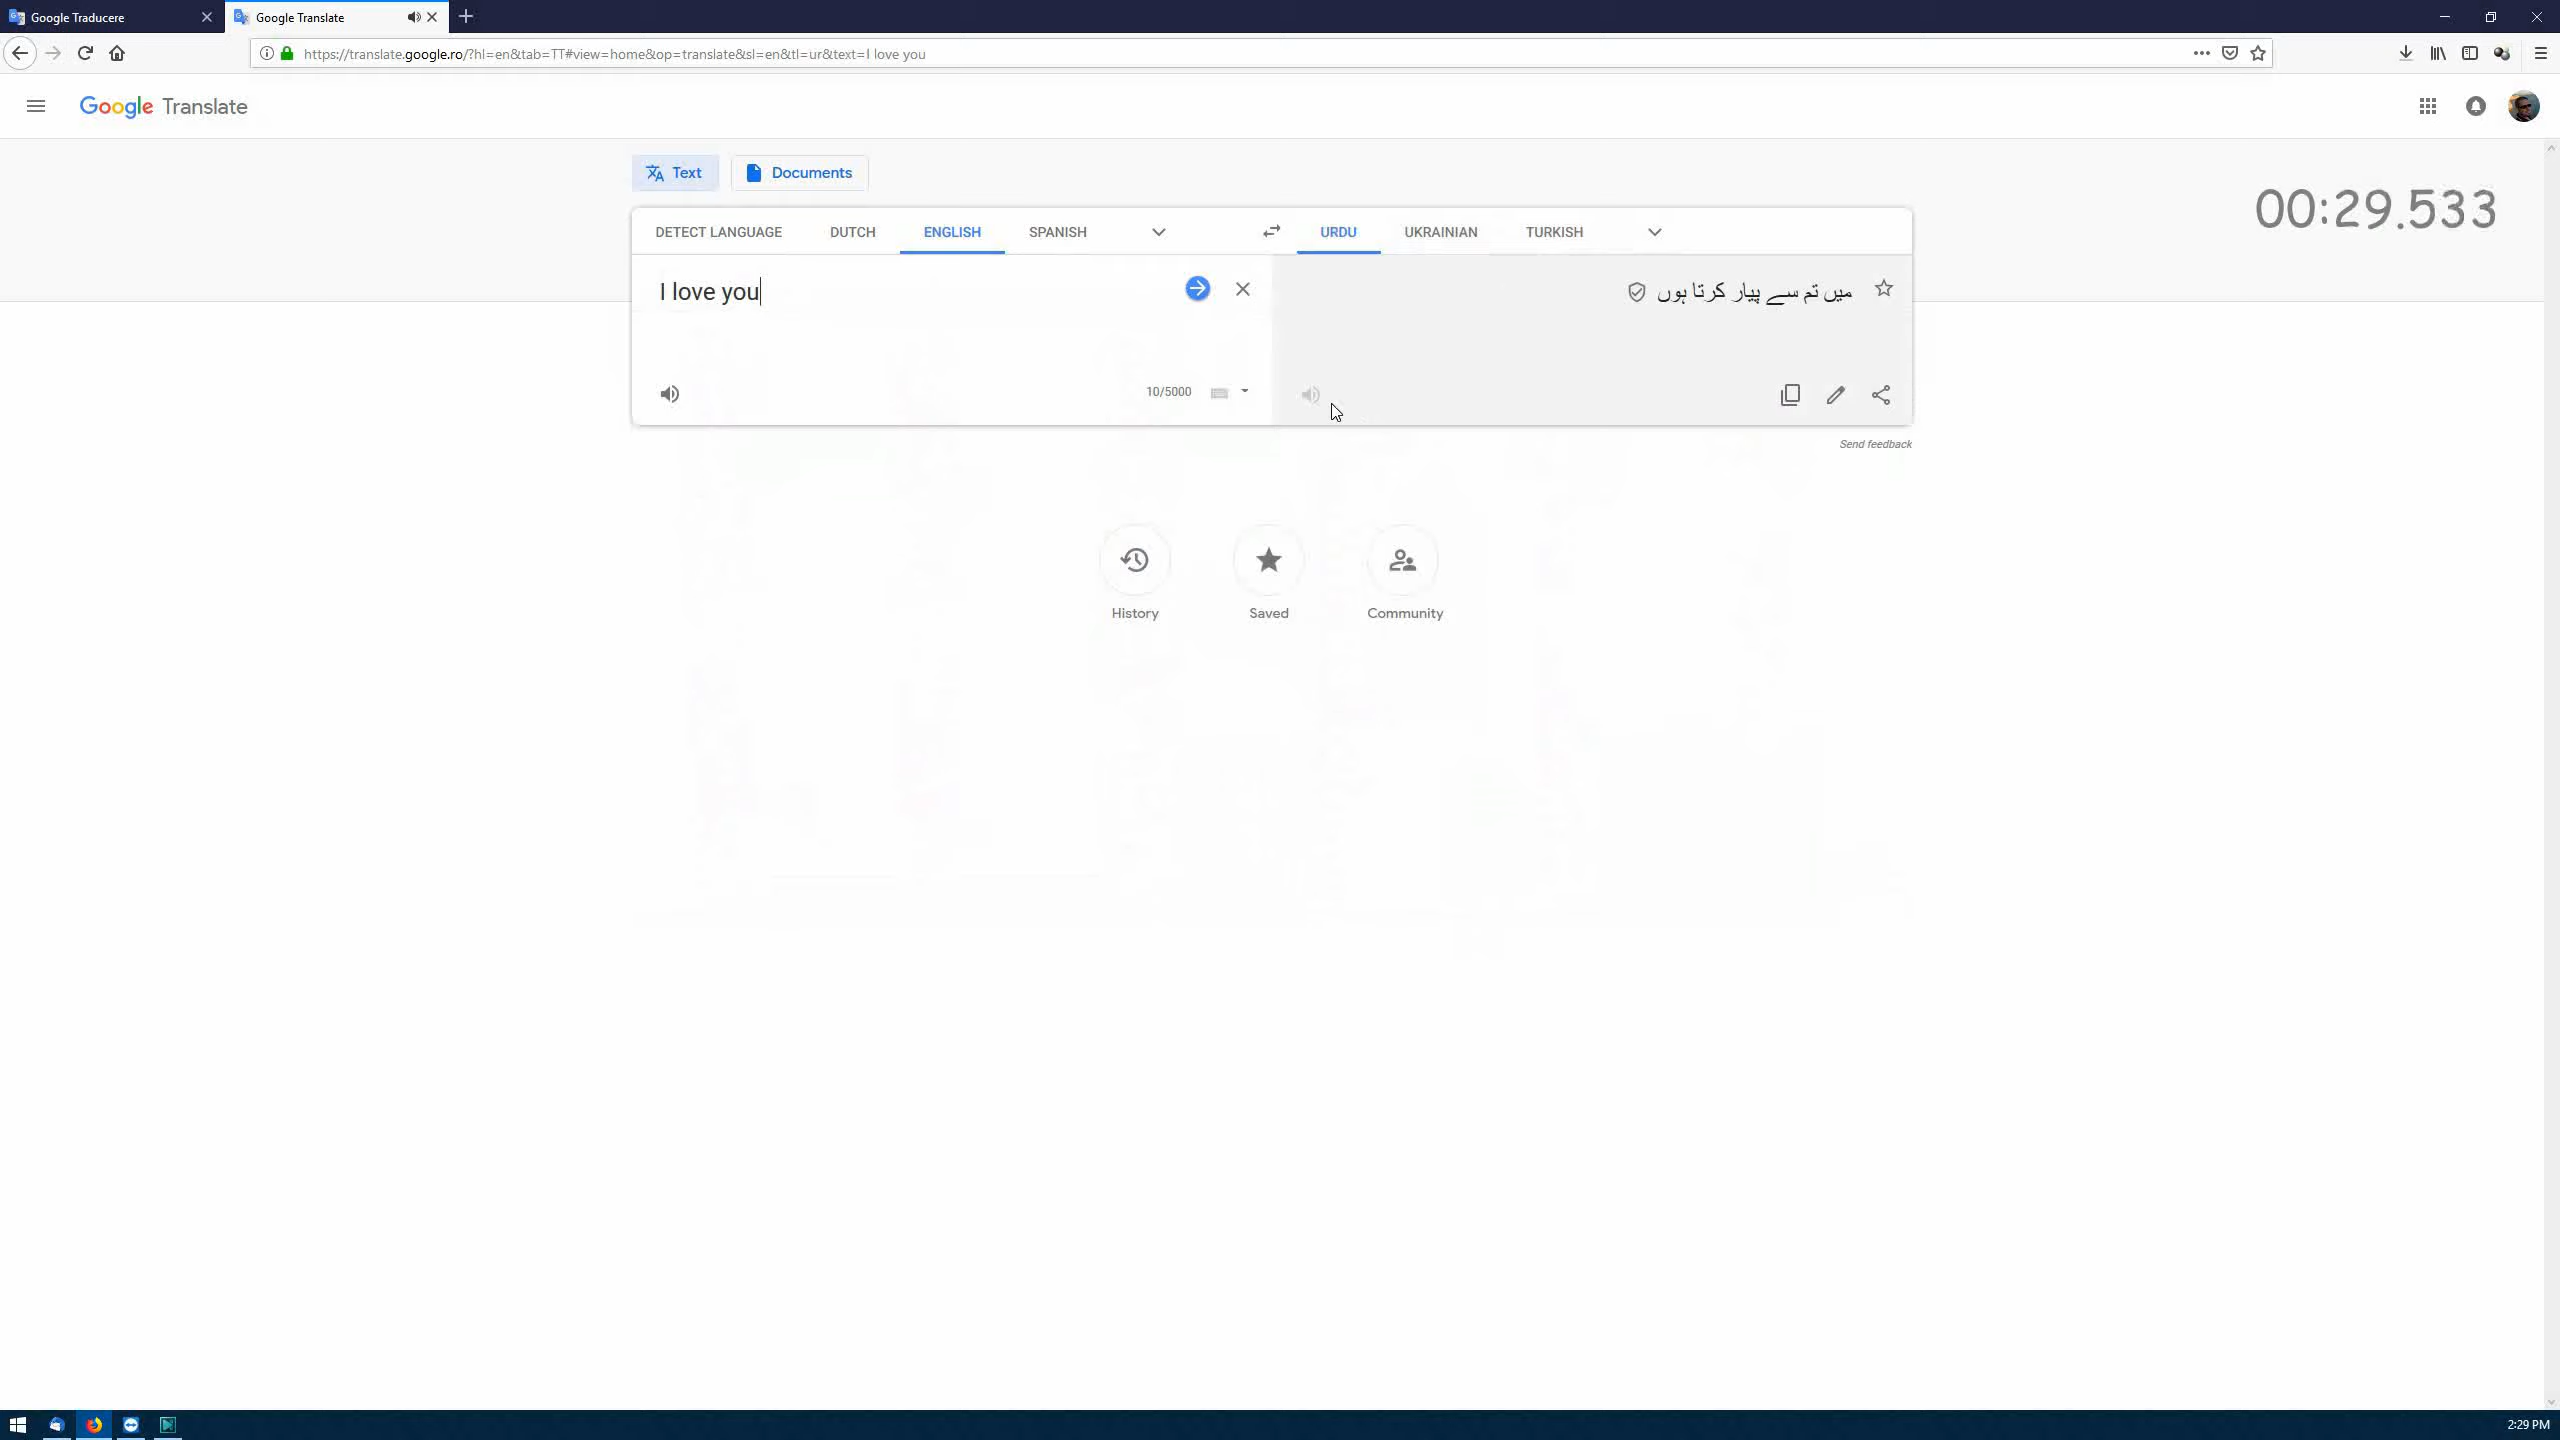 Google Traducere
Google Translate
https://translate.google.ro/?hl=en&tab=TT#view=home&op=translate&sl=en&tl=ur&text=I love you
Google Translate
Text
Documents
00:29.533
DETECT LANGUAGE
DUTCH
ENGLISH
SPANISH
URDU
UKRAINIAN
TURKISH
I love you
میں تم سے پیار کرتا ہوں
10/5000
Send feedback
History
Saved
Community
2:29 PM